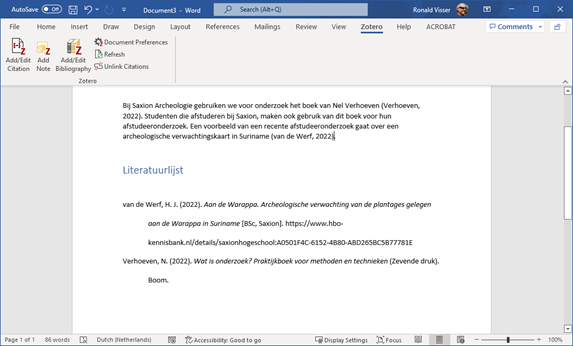 AutoSave Off Document3 - Word Search (Alt+Q) Ronald Visser
File Home Insert Draw Design Layout References Mailings Review View Zotero Help ACROBAT Comments
Add/Edit Citation Add Note Add/Edit Bibliography
Document Preferences
Refresh
Unlink Citations
Zotero
Bij Saxion Archeologie gebruiken we voor onderzoek het boek van Nel Verhoeven (Verhoeven,
2022). Studenten die afstuderen bij Saxion, maken ook gebruik van dit boek voor hun
afstudeeronderzoek. Een voorbeeld van een recente afstudeeronderzoek gaat over een
archeologische verwachtingskaart in Suriname (van de Werf, 2022).
Literatuurlijst
van de Werf, H. J. (2022). Aan de Warappa. Archeologische verwachting van de plantages gelegen
aan de Warappa in Suriname [BSc, Saxion]. https://www.hbo-
kennisbank.nl/details/saxionhogeschool:A0501F4C-6152-4B80-ABD265BC5B77781E
Verhoeven, N. (2022). Wat is onderzoek? Praktijkboek voor methoden en technieken (Zevende druk).
Boom.
Page 1 of 1 86 words Dutch (Netherlands) Accessibility: Good to go Display Settings Focus 100%